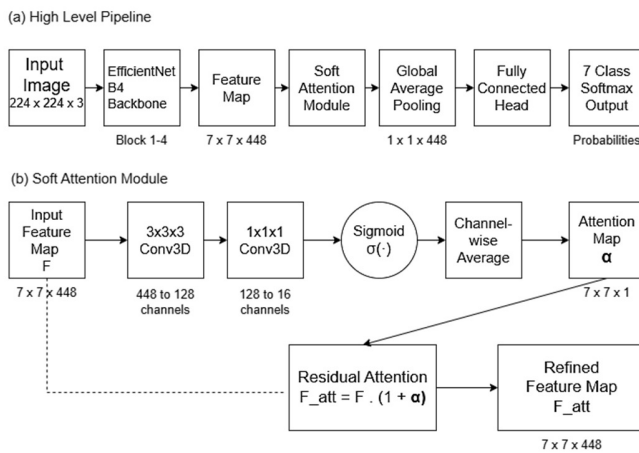 (a) High Level Pipeline
Input
Image
224 x 224 x 3
EfficientNet
B4
Backbone
Block 1-4
Feature
Map
7 x 7 x 448
Soft
Attention
Module
Global
Average
Pooling
1 x 1 x 448
Fully
Connected
Head
7 Class
Softmax
Output
Probabilities
(b) Soft Attention Module
Input
Feature
Map
F
7 x 7 x 448
3x3x3
Conv3D
448 to 128
channels
1x1x1
Conv3D
128 to 16
channels
Sigmoid
σ(·)
Channel-
wise
Average
Attention
Map
α
7 x 7 x 1
Residual Attention
F_att = F . (1 + α)
Refined
Feature Map
F_att
7 x 7 x 448